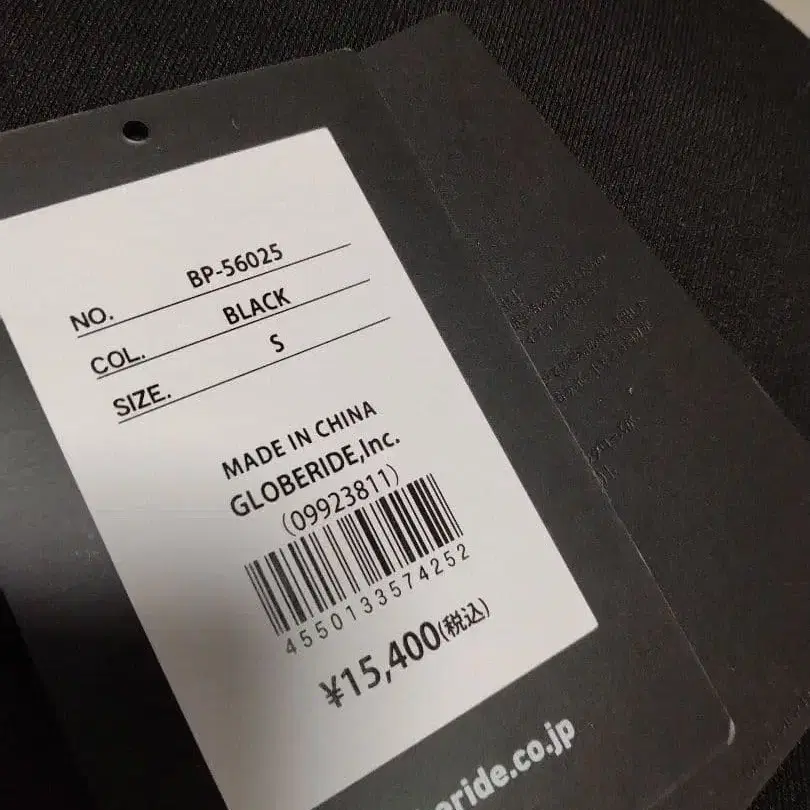 NO. BP-56025
COL. BLACK
SIZE. S
MADE IN CHINA
GLOBERIDE,Inc.
(09923811)
4550133574252
¥15,400(税込)
eride.co.jp